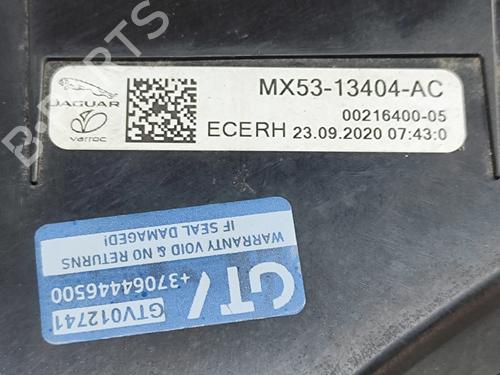 B-PARTS
JAGUAR
varroc
MX53-13404-AC
00216400-05
ECERH 23.09.2020 07:43:0
WARRANTY VOID & NO RETURNS
IF SEAL DAMAGED!
GT/
+37064446500
GTV012741